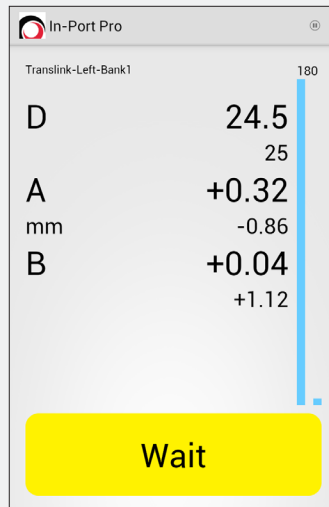 In-Port Pro
Translink-Left-Bank1
180
D 24.5
25
A +0.32
mm -0.86
B +0.04
+1.12
Wait